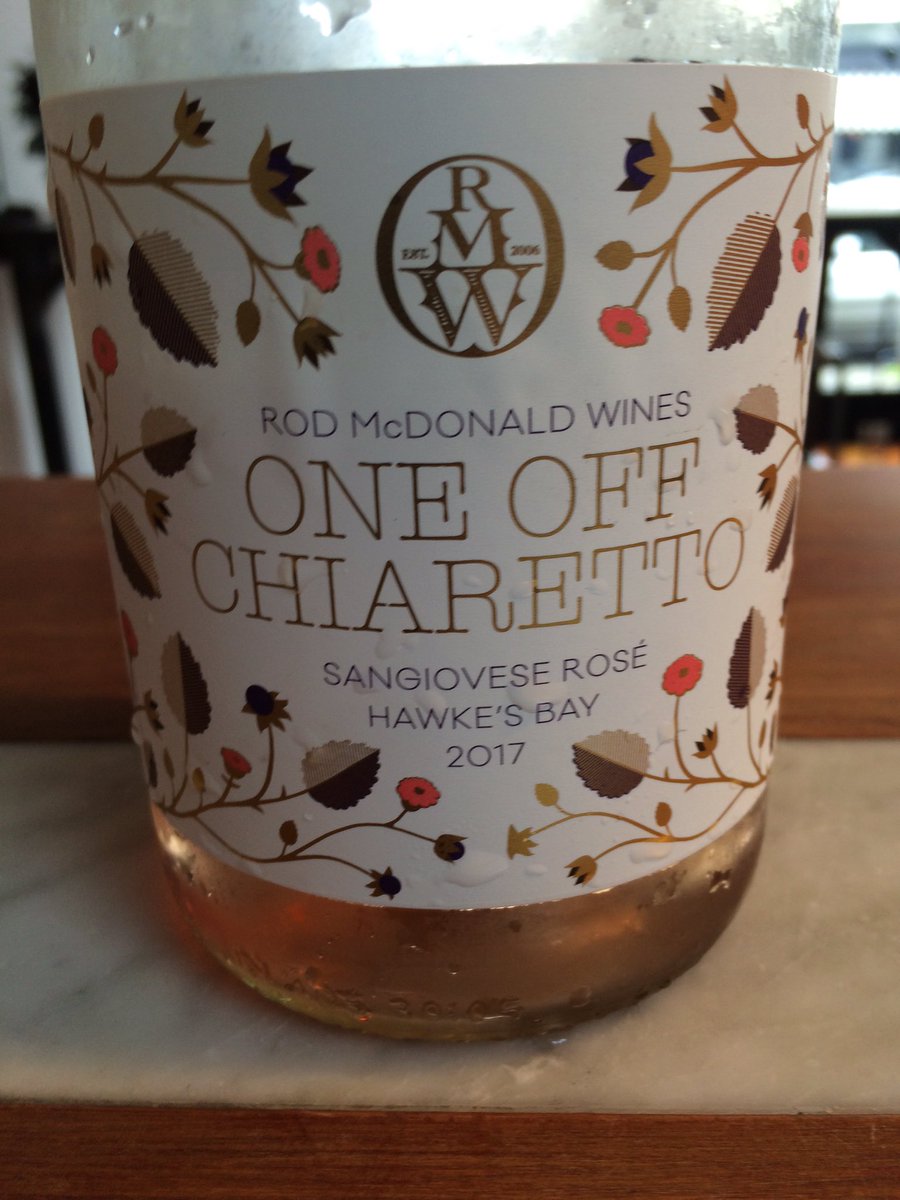 R
EST. M 2006
W
ROD McDONALD WINES
ONE OFF
CHIARETTO
SANGIOVESE ROSÉ
HAWKE'S BAY
2017